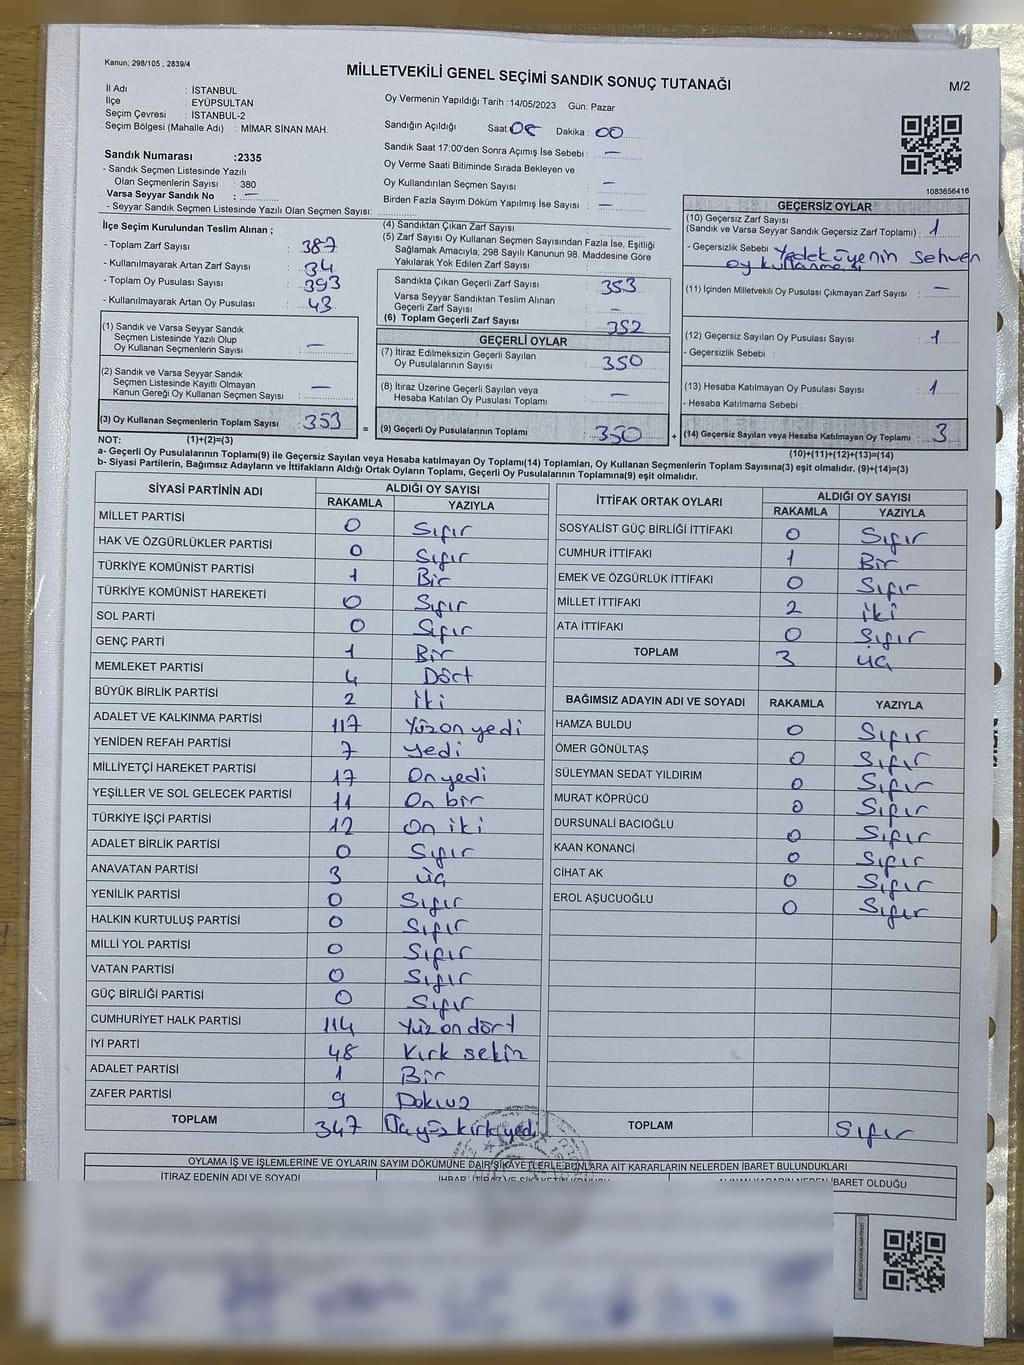 Kanun; 298/105 , 2839/4
MİLLETVEKİLİ GENEL SEÇİMİ SANDIK SONUÇ TUTANAĞI
M/2
İl Adı : İSTANBUL
İlçe : EYÜPSULTAN
Seçim Çevresi : İSTANBUL-2
Seçim Bölgesi (Mahalle Adı) : MİMAR SİNAN MAH.
Oy Vermenin Yapıldığı Tarih :14/05/2023 Gün: Pazar
Sandığın Açıldığı Saat: 08 Dakika : 00
Sandık Saat 17:00'den Sonra Açımış İse Sebebi : —
Oy Verme Saati Bitiminde Sırada Bekleyen ve
Oy Kullandırılan Seçmen Sayısı —
Birden Fazla Sayım Döküm Yapılmış İse Sayısı : —
1083656416
Sandık Numarası :2335
- Sandık Seçmen Listesinde Yazılı
Olan Seçmenlerin Sayısı : 380
Varsa Seyyar Sandık No : —
- Seyyar Sandık Seçmen Listesinde Yazılı Olan Seçmen Sayısı:
İlçe Seçim Kurulundan Teslim Alınan ;
- Toplam Zarf Sayısı : 387
- Kullanılmayarak Artan Zarf Sayısı : 34
- Toplam Oy Pusulası Sayısı : 393
- Kullanılmayarak Artan Oy Pusulası : 43
(1) Sandık ve Varsa Seyyar Sandık
Seçmen Listesinde Yazılı Olup
Oy Kullanan Seçmenlerin Sayısı : —
(2) Sandık ve Varsa Seyyar Sandık
Seçmen Listesinde Kayıtlı Olmayan
Kanun Gereği Oy Kullanan Seçmen Sayısı : —
(3) Oy Kullanan Seçmenlerin Toplam Sayısı : 353
(4) Sandıktan Çıkan Zarf Sayısı :
(5) Zarf Sayısı Oy Kullanan Seçmen Sayısından Fazla İse, Eşitliği
Sağlamak Amacıyla; 298 Sayılı Kanunun 98. Maddesine Göre
Yakılarak Yok Edilen Zarf Sayısı :
Sandıkta Çıkan Geçerli Zarf Sayısı : 353
Varsa Seyyar Sandıktan Teslim Alınan
Geçerli Zarf Sayısı : —
(6) Toplam Geçerli Zarf Sayısı : 352
GEÇERLİ OYLAR
(7) İtiraz Edilmeksizin Geçerli Sayılan
Oy Pusulalarının Sayısı : 350
(8) İtiraz Üzerine Geçerli Sayılan veya
Hesaba Katılan Oy Pusulası Toplamı : —
= (9) Geçerli Oy Pusulalarının Toplamı : 350
GEÇERSİZ OYLAR
(10) Geçersiz Zarf Sayısı
(Sandık ve Varsa Seyyar Sandık Geçersiz Zarf Toplamı) : 1
- Geçersizlik Sebebi : Yedek üyenin Sehven
oy kullanması
(11) İçinden Milletvekili Oy Pusulası Çıkmayan Zarf Sayısı : —
(12) Geçersiz Sayılan Oy Pusulası Sayısı : 1
- Geçersizlik Sebebi :
(13) Hesaba Katılmayan Oy Pusulası Sayısı : 1
- Hesaba Katılmama Sebebi :
+ (14) Geçersiz Sayılan veya Hesaba Katılmayan Oy Toplamı : 3
NOT: (1)+(2)=(3)
(10)+(11)+(12)+(13)=(14)
a- Geçerli Oy Pusulalarının Toplamı(9) ile Geçersiz Sayılan veya Hesaba katılmayan Oy Toplamı(14) Toplamları, Oy Kullanan Seçmenlerin Toplam Sayısına(3) eşit olmalıdır. (9)+(14)=(3)
b- Siyasi Partilerin, Bağımsız Adayların ve İttifakların Aldığı Ortak Oyların Toplamı, Geçerli Oy Pusulalarının Toplamına(9) eşit olmalıdır.
SİYASİ PARTİNİN ADI ALDIĞI OY SAYISI
RAKAMLA YAZIYLA
MİLLET PARTİSİ 0 Sıfır
HAK VE ÖZGÜRLÜKLER PARTİSİ 0 Sıfır
TÜRKİYE KOMÜNİST PARTİSİ 1 Bir
TÜRKİYE KOMÜNİST HAREKETİ 0 Sıfır
SOL PARTİ 0 Sıfır
GENÇ PARTİ 1 Bir
MEMLEKET PARTİSİ 4 Dört
BÜYÜK BİRLİK PARTİSİ 2 İki
ADALET VE KALKINMA PARTİSİ 117 Yüz on yedi
YENİDEN REFAH PARTİSİ 7 Yedi
MİLLİYETÇİ HAREKET PARTİSİ 17 On yedi
YEŞİLLER VE SOL GELECEK PARTİSİ 11 On bir
TÜRKİYE İŞÇİ PARTİSİ 12 On iki
ADALET BİRLİK PARTİSİ 0 Sıfır
ANAVATAN PARTİSİ 3 üç
YENİLİK PARTİSİ 0 Sıfır
HALKIN KURTULUŞ PARTİSİ 0 Sıfır
MİLLİ YOL PARTİSİ 0 Sıfır
VATAN PARTİSİ 0 Sıfır
GÜÇ BİRLİĞİ PARTİSİ 0 Sıfır
CUMHURİYET HALK PARTİSİ 114 Yüz on dört
İYİ PARTİ 48 Kırk sekiz
ADALET PARTİSİ 1 Bir
ZAFER PARTİSİ 9 Dokuz
TOPLAM 347 Üç yüz kırk yedi
İTTİFAK ORTAK OYLARI ALDIĞI OY SAYISI
RAKAMLA YAZIYLA
SOSYALİST GÜÇ BİRLİĞİ İTTİFAKI 0 Sıfır
CUMHUR İTTİFAKI 1 Bir
EMEK VE ÖZGÜRLÜK İTTİFAKI 0 Sıfır
MİLLET İTTİFAKI 2 iki
ATA İTTİFAKI 0 Sıfır
TOPLAM 3 üç
BAĞIMSIZ ADAYIN ADI VE SOYADI RAKAMLA YAZIYLA
HAMZA BULDU 0 Sıfır
ÖMER GÖNÜLTAŞ 0 Sıfır
SÜLEYMAN SEDAT YILDIRIM 0 Sıfır
MURAT KÖPRÜCÜ 0 Sıfır
DURSUNALİ BACIOĞLU 0 Sıfır
KAAN KONANCİ 0 Sıfır
CİHAT AK 0 Sıfır
EROL AŞUCUOĞLU 0 Sıfır
TOPLAM Sıfır
OYLAMA İŞ VE İŞLEMLERİNE VE OYLARIN SAYIM DÖKÜMÜNE DAİR ŞİKAYETLERLE BUNLARA AİT KARARLARIN NELERDEN İBARET BULUNDUKLARI
İTİRAZ EDENİN ADI VE SOYADI
İBARET OLDUĞU